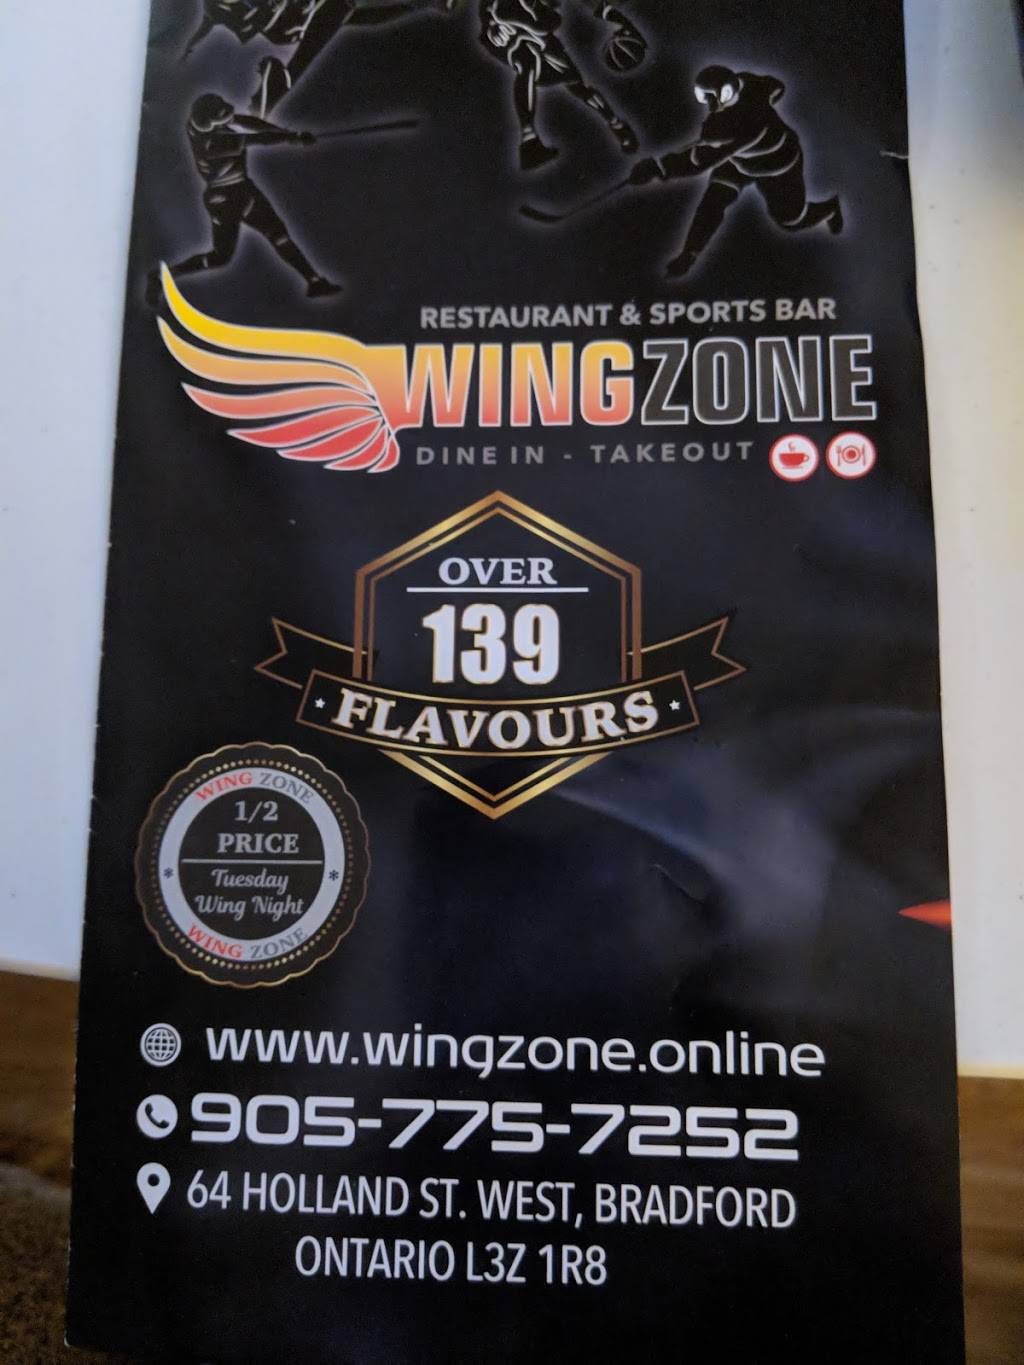 RESTAURANT & SPORTS BAR
WINGZONE
DINE IN - TAKEOUT
OVER
139
FLAVOURS
WING ZONE
1/2
PRICE
Tuesday
Wing Night
WING ZONE
www.wingzone.online
905-775-7252
64 HOLLAND ST. WEST, BRADFORD
ONTARIO L3Z 1R8